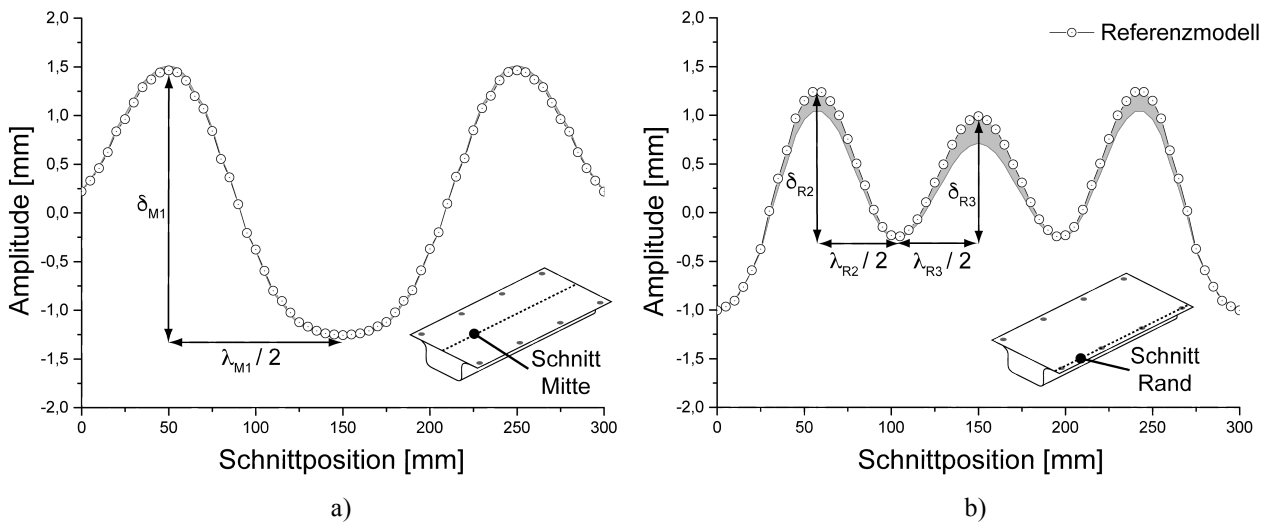 2,0
1,5
1,0
0,5
0,0
-0,5
-1,0
-1,5
-2,0
Amplitude [mm]
0
50
100
150
200
250
300
Schnittposition [mm]
δM1
λM1 / 2
Schnitt
Mitte
a)
Referenzmodell
2,0
1,5
1,0
0,5
0,0
-0,5
-1,0
-1,5
-2,0
Amplitude [mm]
0
50
100
150
200
250
300
Schnittposition [mm]
δR2
δR3
λR2 / 2
λR3 / 2
Schnitt
Rand
b)